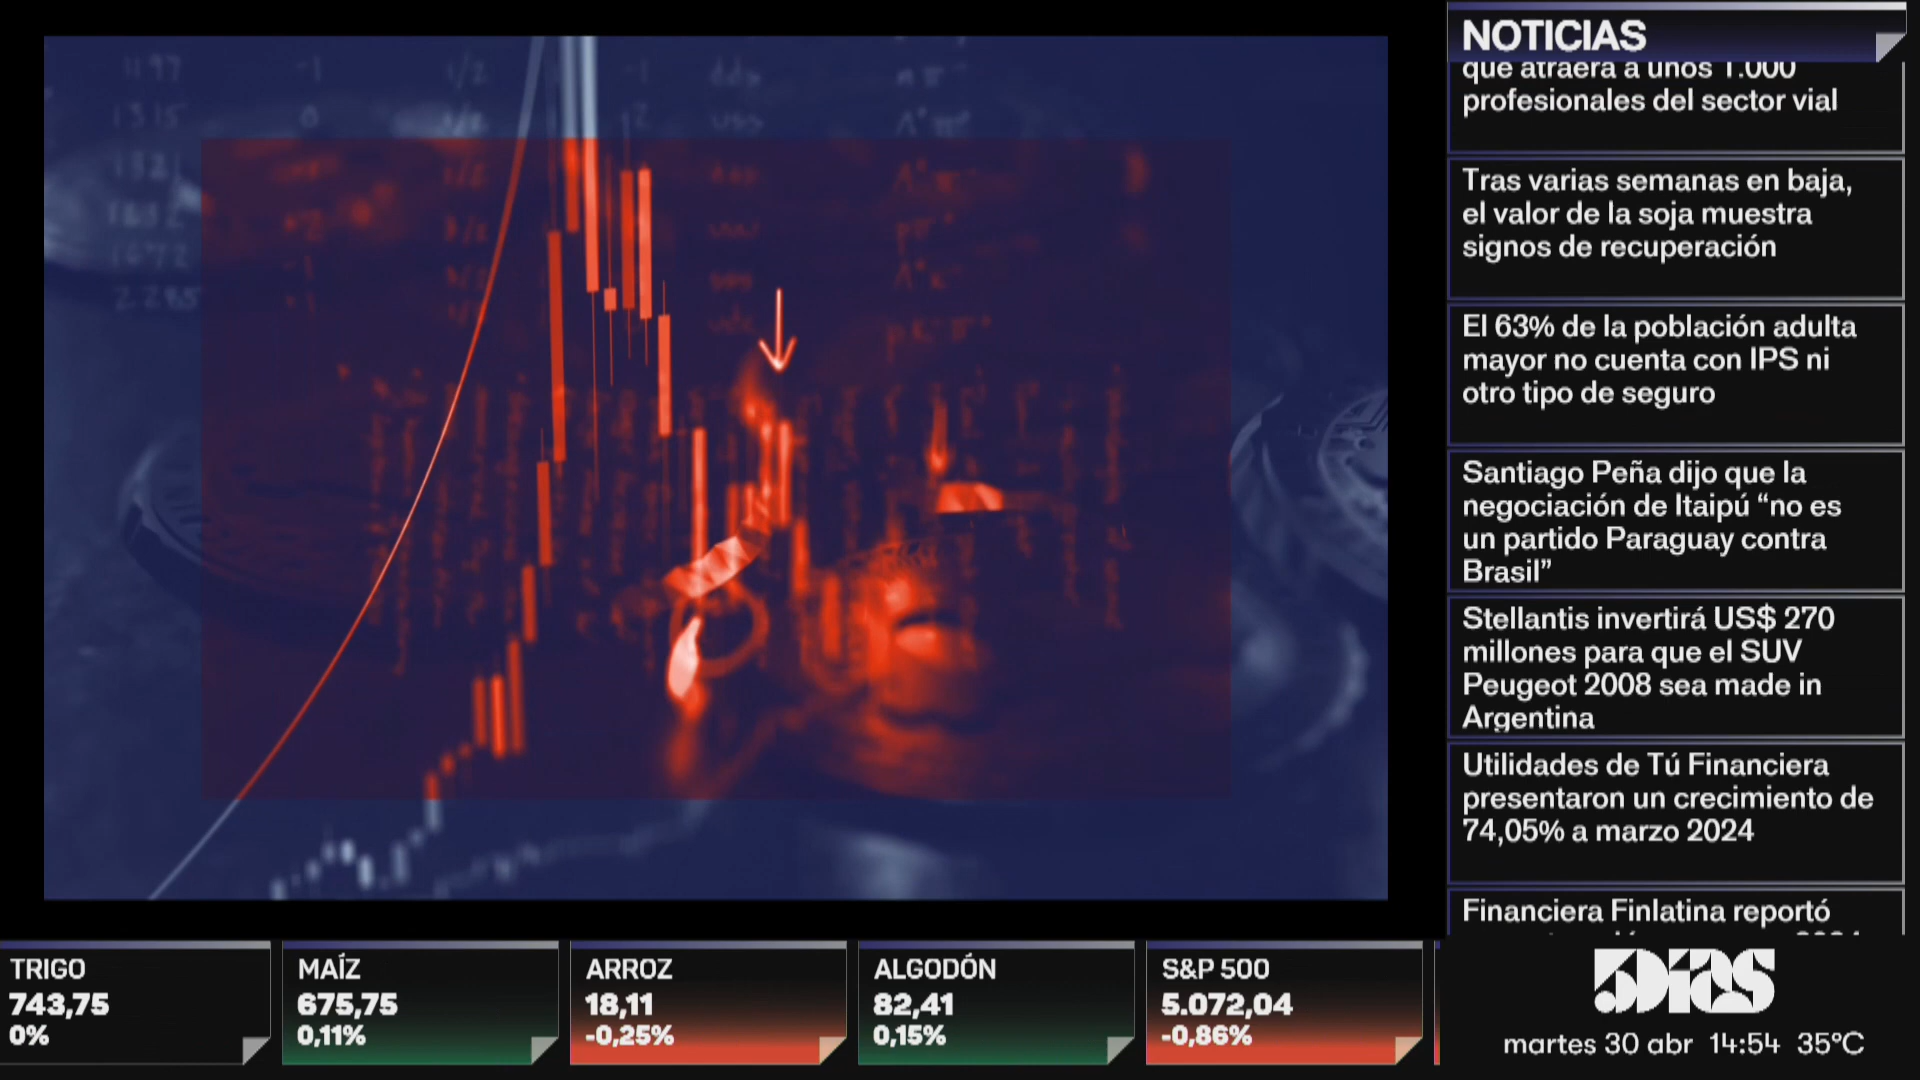 NOTICIAS
que atraerá a unos 1.000
profesionales del sector vial
Tras varias semanas en baja,
el valor de la soja muestra
signos de recuperación
El 63% de la población adulta
mayor no cuenta con IPS ni
otro tipo de seguro
Santiago Peña dijo que la
negociación de Itaipú “no es
un partido Paraguay contra
Brasil”
Stellantis invertirá US$ 270
millones para que el SUV
Peugeot 2008 sea made in
Argentina
Utilidades de Tú Financiera
presentaron un crecimiento de
74,05% a marzo 2024
Financiera Finlatina reportó
TRIGO
743,75
0%
MAÍZ
675,75
0,11%
ARROZ
18,11
-0,25%
ALGODÓN
82,41
0,15%
S&P 500
5.072,04
-0,86%
5Días
martes 30 abr 14:54 35°C